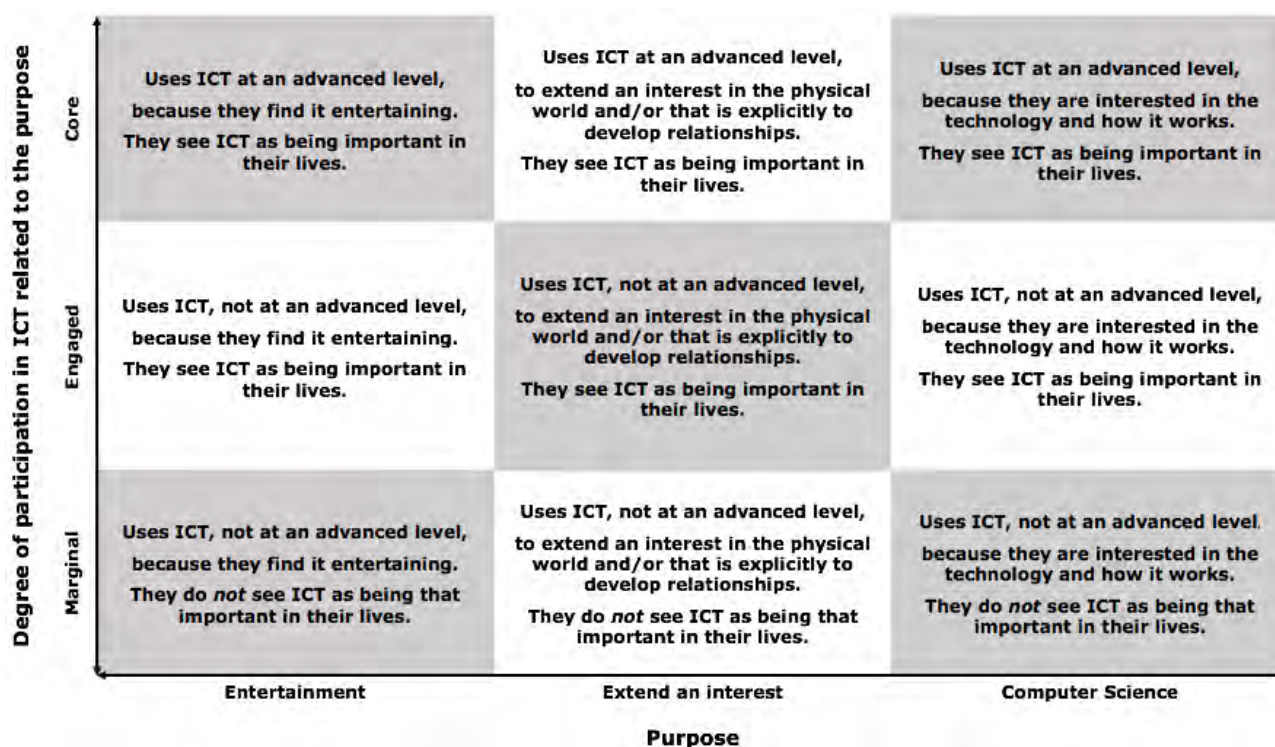 Degree of participation in ICT related to the purpose
Core
Uses ICT at an advanced level,
because they find it entertaining.
They see ICT as being important in
their lives.
Uses ICT at an advanced level,
to extend an interest in the physical
world and/or that is explicitly to
develop relationships.
They see ICT as being important in
their lives.
Uses ICT at an advanced level,
because they are interested in the
technology and how it works.
They see ICT as being important in
their lives.
Engaged
Uses ICT, not at an advanced level,
because they find it entertaining.
They see ICT as being important in
their lives.
Uses ICT, not at an advanced level,
to extend an interest in the physical
world and/or that is explicitly to
develop relationships.
They see ICT as being important in
their lives.
Uses ICT, not at an advanced level,
because they are interested in the
technology and how it works.
They see ICT as being important in
their lives.
Marginal
Uses ICT, not at an advanced level,
because they find it entertaining.
They do not see ICT as being that
important in their lives.
Uses ICT, not at an advanced level,
to extend an interest in the physical
world and/or that is explicitly to
develop relationships.
They do not see ICT as being that
important in their lives.
Uses ICT, not at an advanced level.
because they are interested in the
technology and how it works.
They do not see ICT as being that
important in their lives.
Entertainment
Extend an interest
Computer Science
Purpose